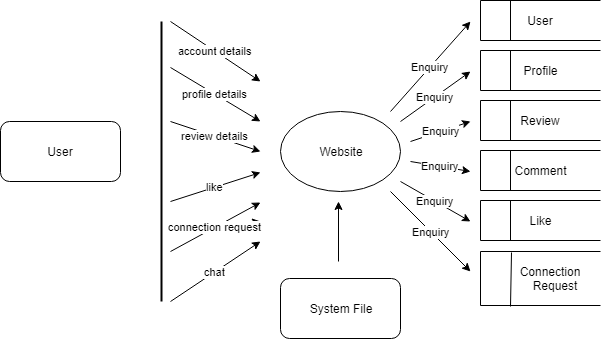 User
account details
profile details
review details
like
connection request
chat
Website
System File
Enquiry
Enquiry
Enquiry
Enquiry
Enquiry
Enquiry
User
Profile
Review
Comment
Like
Connection
Request